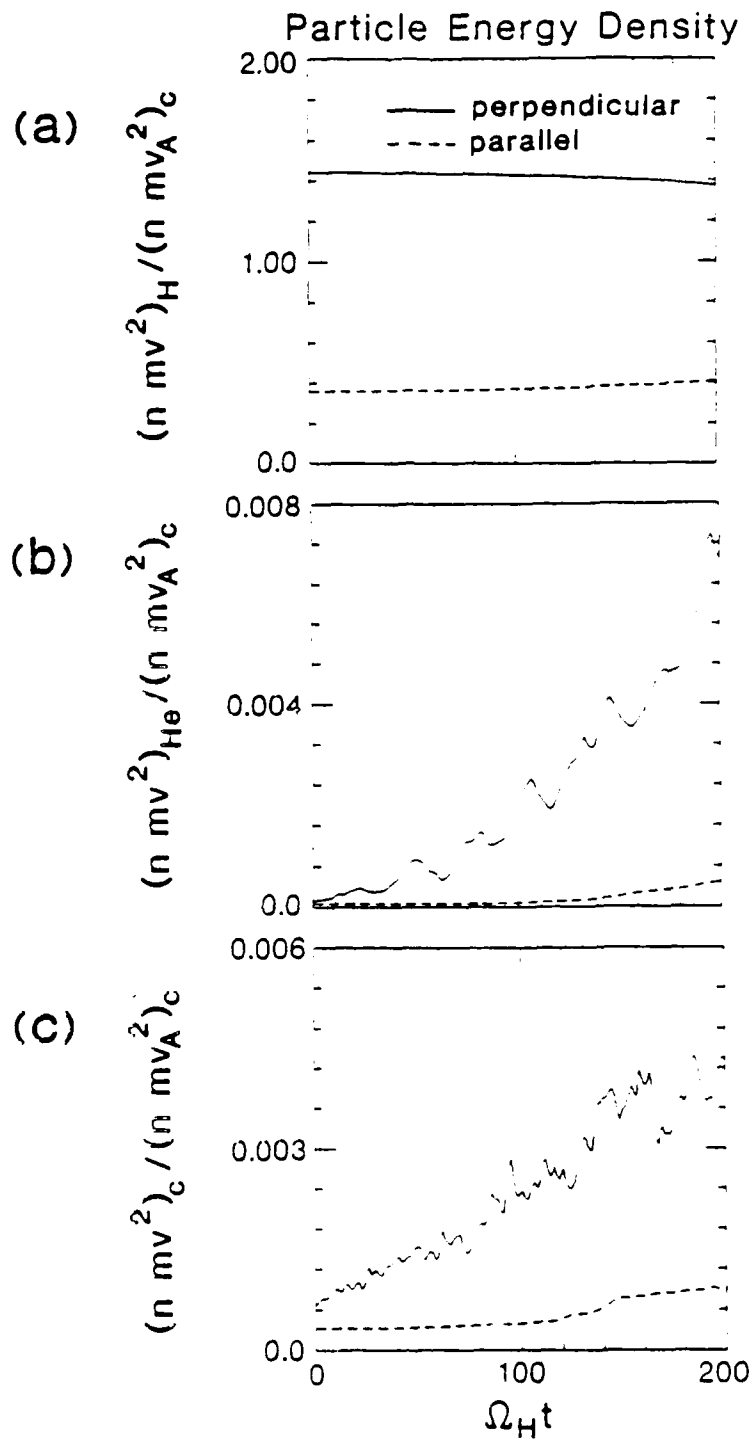 Particle Energy Density
(a)
(n mv²)H/(n mvA²)c
2.00
1.00
0.0
perpendicular
parallel
(b)
(n mv²)He/(n mvA²)c
0.008
0.004
0.0
(c)
(n mv²)c/(n mvA²)c
0.006
0.003
0.0
0
100
200
ΩHt